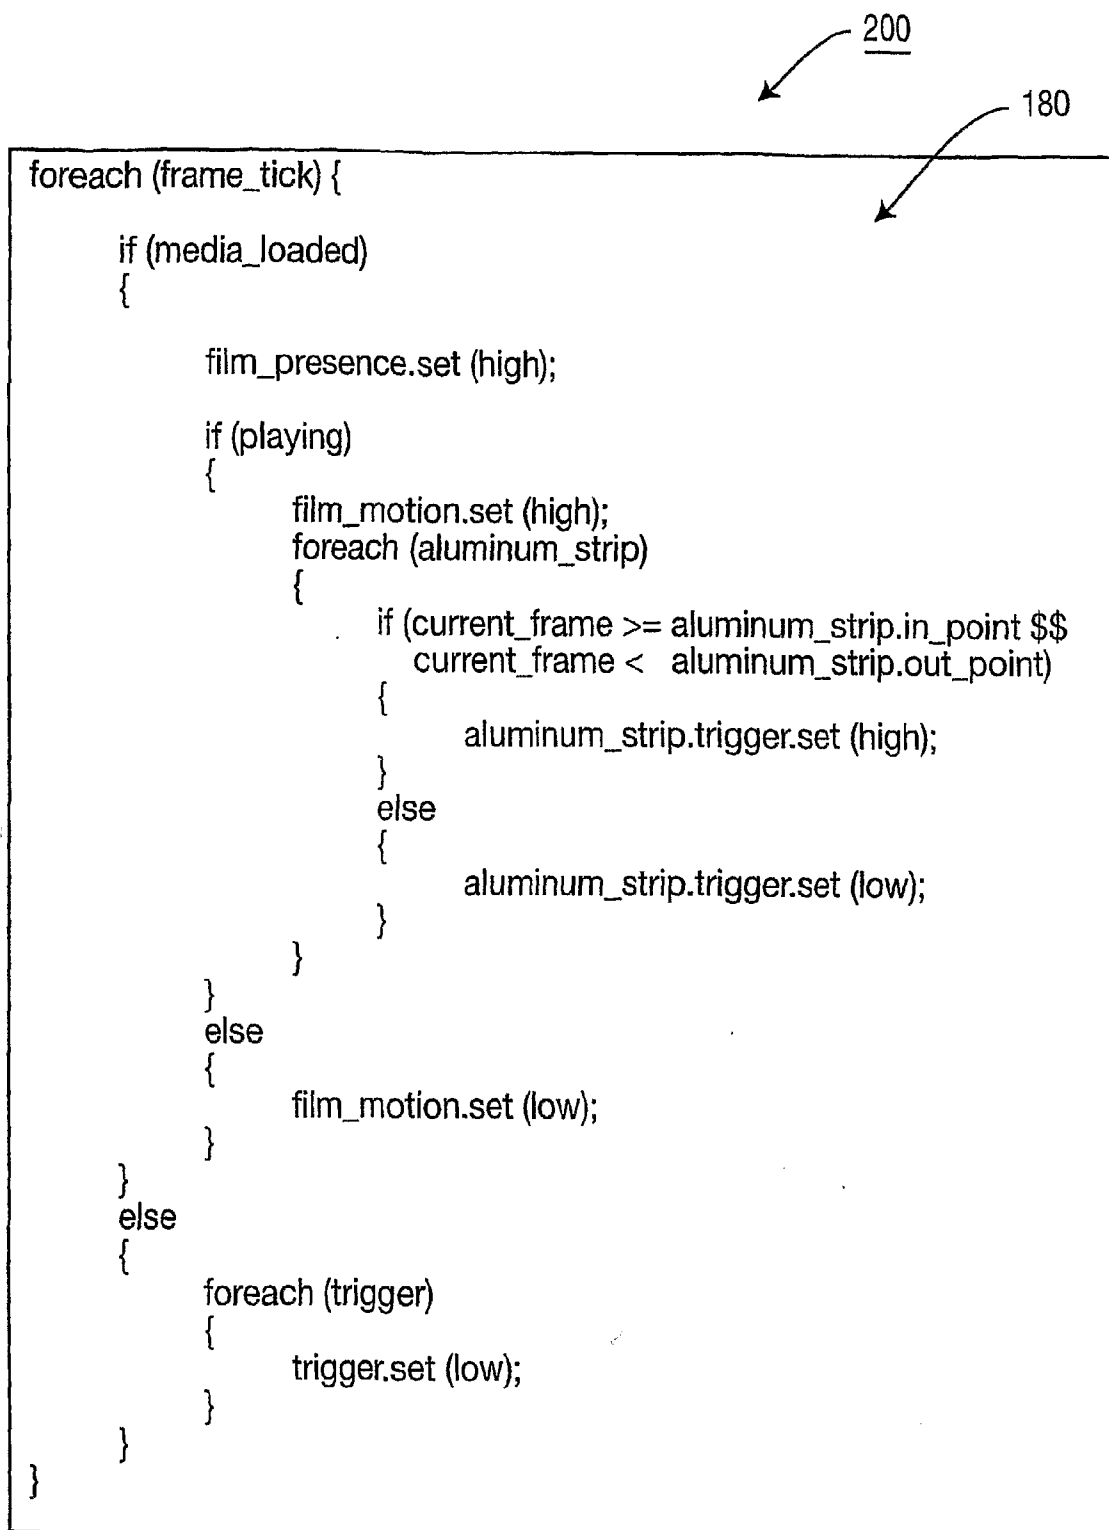 200
180
foreach (frame_tick) {
if (media_loaded)
{
film_presence.set (high);
if (playing)
{
film_motion.set (high);
foreach (aluminum_strip)
{
if (current_frame >= aluminum_strip.in_point $$
current_frame < aluminum_strip.out_point)
{
aluminum_strip.trigger.set (high);
}
else
{
aluminum_strip.trigger.set (low);
}
}
}
else
{
film_motion.set (low);
}
}
else
{
foreach (trigger)
{
trigger.set (low);
}
}
}